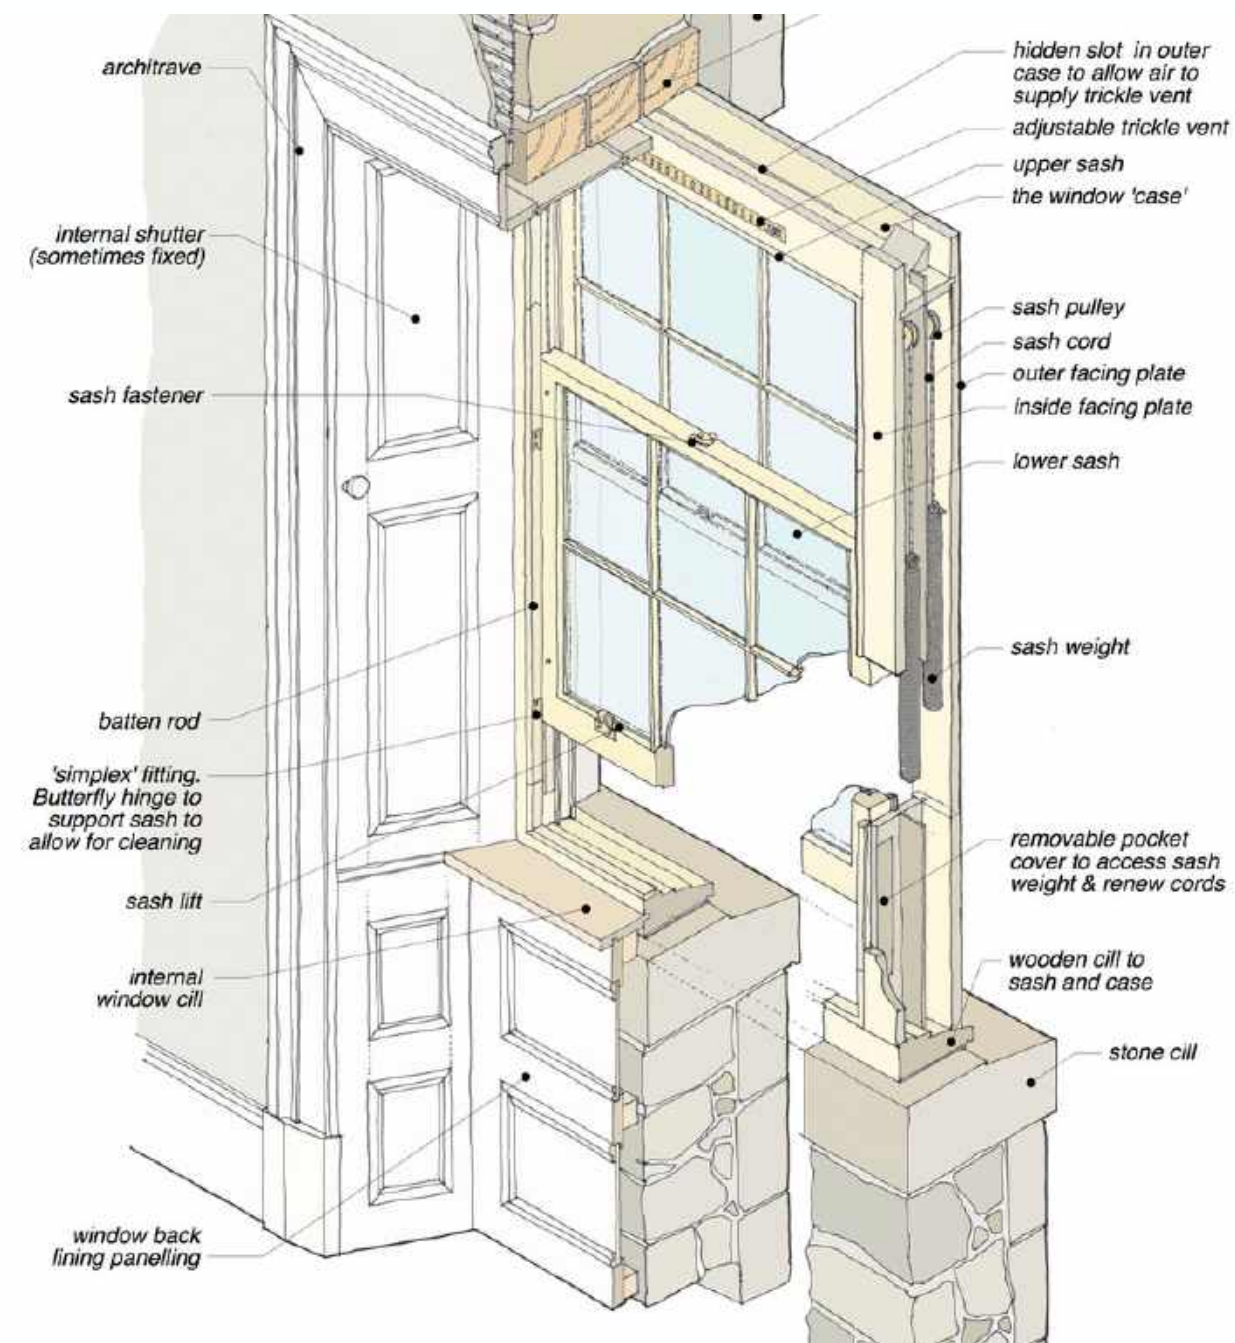 architrave
internal shutter
(sometimes fixed)
sash fastener
batten rod
'simplex' fitting.
Butterfly hinge to
support sash to
allow for cleaning
sash lift
internal
window cill
window back
lining panelling
hidden slot in outer
case to allow air to
supply trickle vent
adjustable trickle vent
upper sash
the window 'case'
sash pulley
sash cord
outer facing plate
inside facing plate
lower sash
sash weight
removable pocket
cover to access sash
weight & renew cords
wooden cill to
sash and case
stone cill